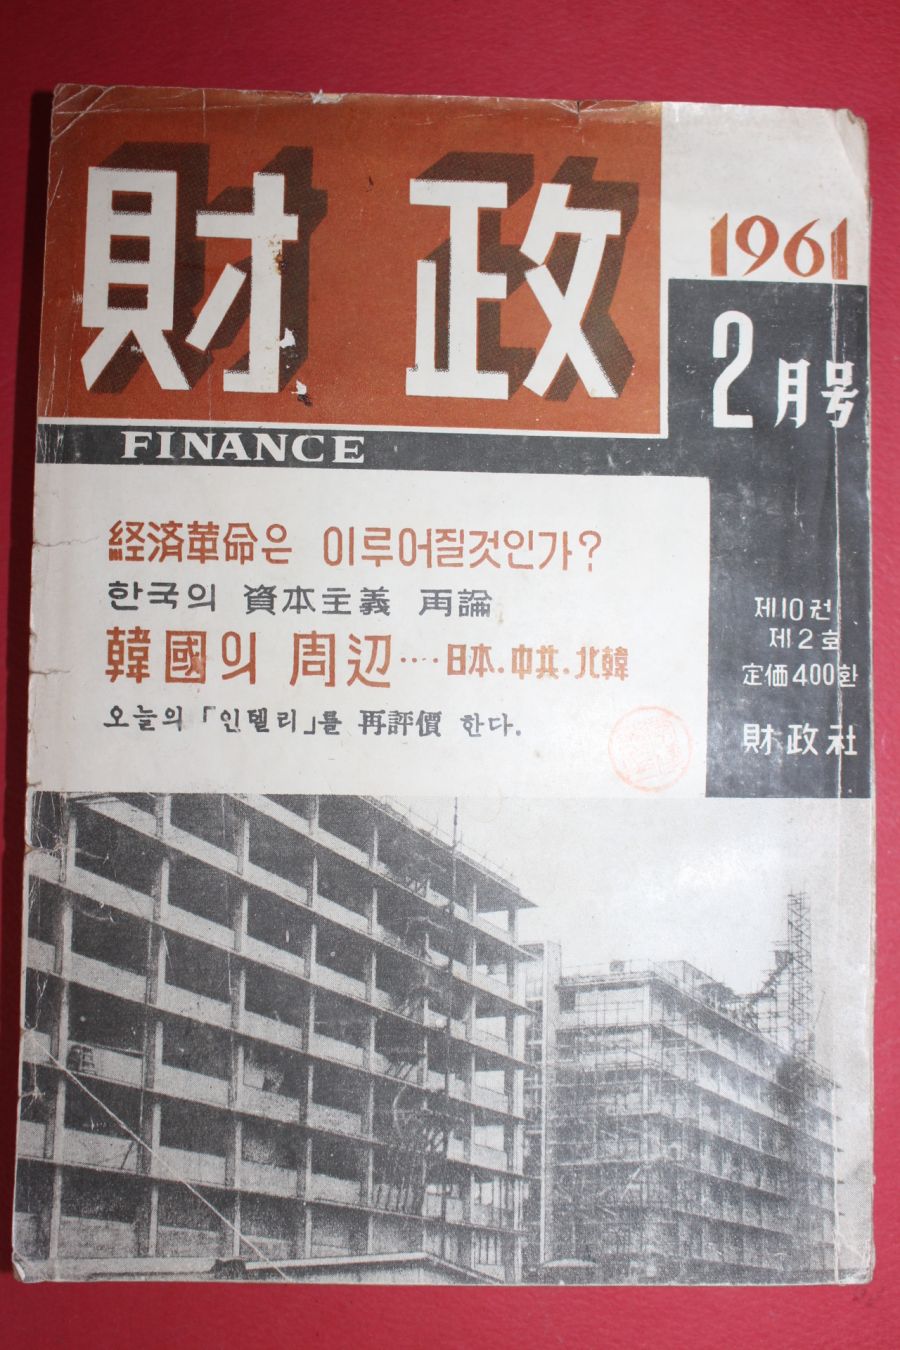 財政
1961
2月号
FINANCE
経済革命은 이루어질것인가?
한국의 資本主義 再論
韓國의 周辺····日本.中共.北韓
오늘의 「인텔리」를 再評價 한다.
제10권
제2호
定価400환
財政社